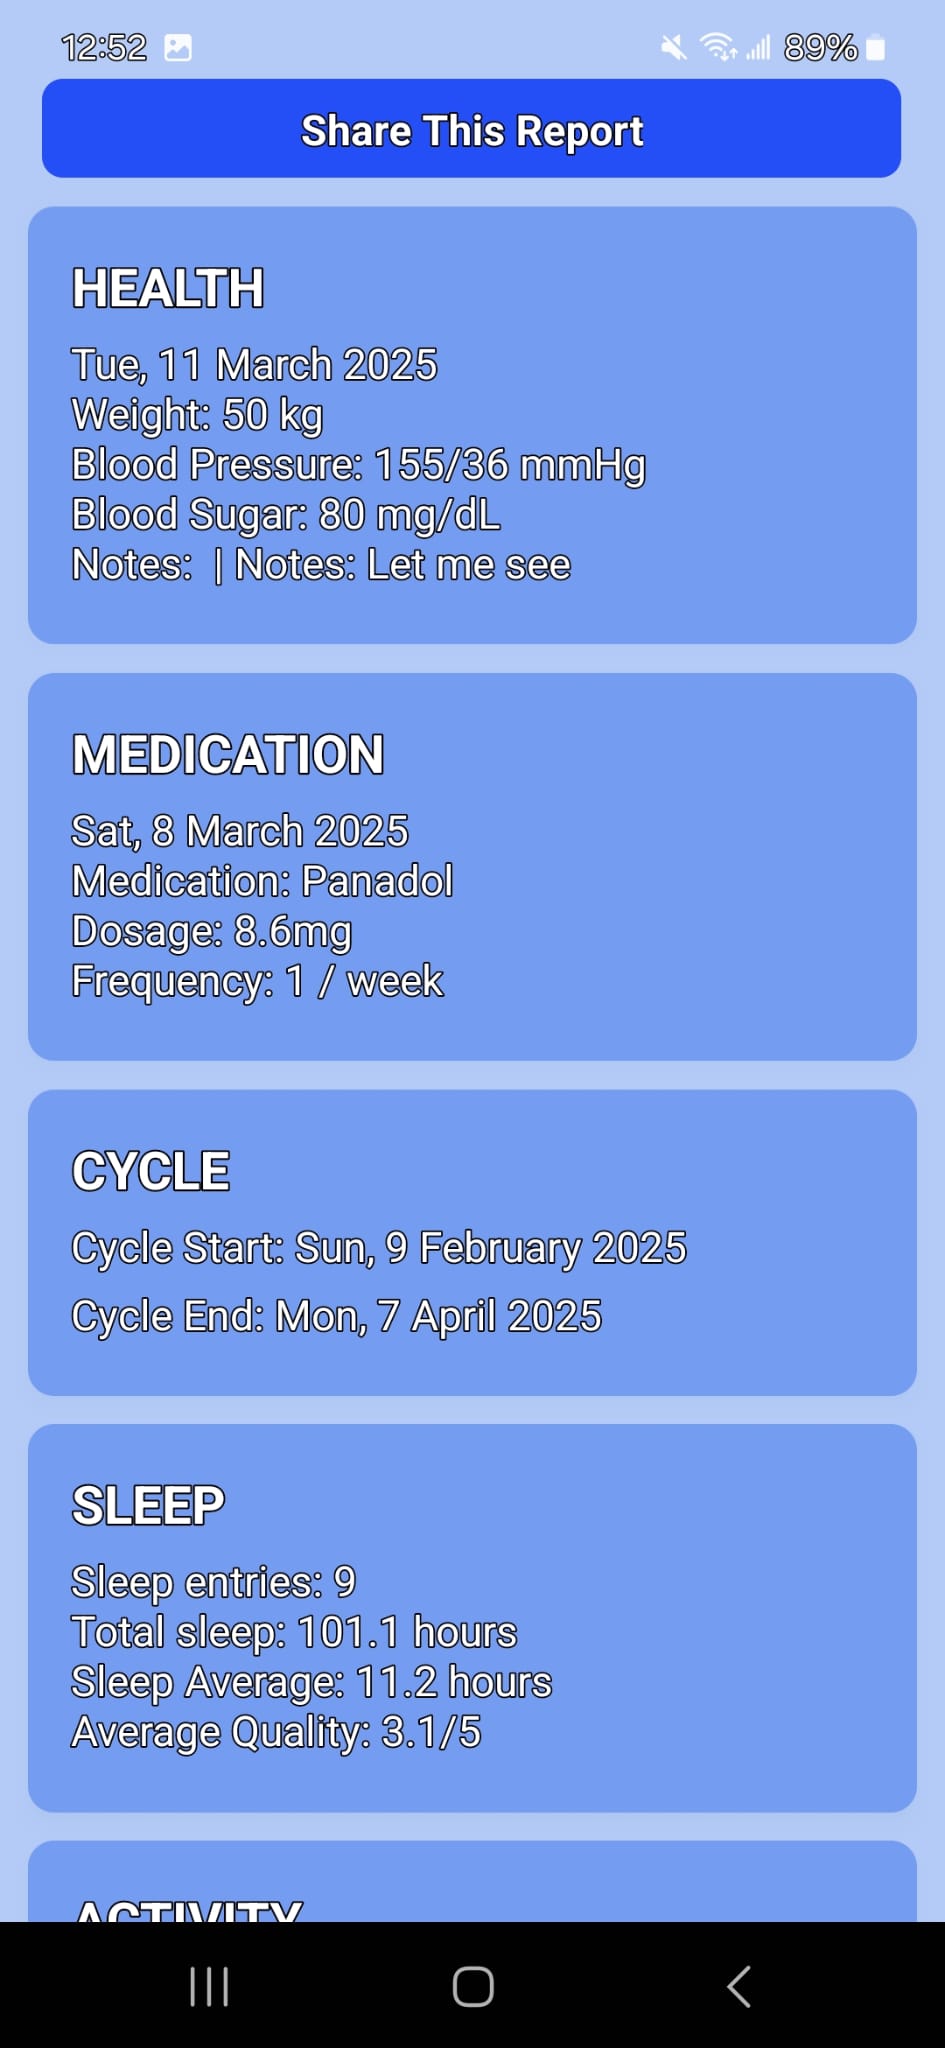 12:52
89%
Share This Report
HEALTH
Tue, 11 March 2025
Weight: 50 kg
Blood Pressure: 155/36 mmHg
Blood Sugar: 80 mg/dL
Notes:  | Notes: Let me see
MEDICATION
Sat, 8 March 2025
Medication: Panadol
Dosage: 8.6mg
Frequency: 1 / week
CYCLE
Cycle Start: Sun, 9 February 2025
Cycle End: Mon, 7 April 2025
SLEEP
Sleep entries: 9
Total sleep: 101.1 hours
Sleep Average: 11.2 hours
Average Quality: 3.1/5
ACTIVITY